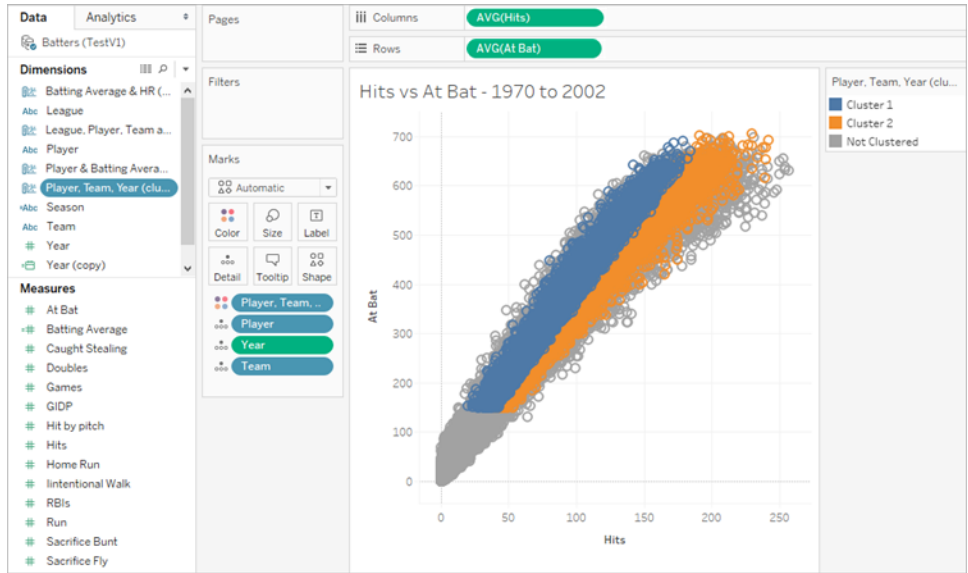 Data Analytics
Batters (TestV1)
Dimensions
Batting Average & HR (...
Abc League
League, Player, Team a...
Abc Player
Player & Batting Avera...
Player, Team, Year (clu...
Abc Season
Abc Team
# Year
Year (copy)
Measures
# At Bat
=# Batting Average
# Caught Stealing
# Doubles
# Games
# GIDP
# Hit by pitch
# Hits
# Home Run
# Iintentional Walk
# RBIs
# Run
# Sacrifice Bunt
# Sacrifice Fly
Pages
Filters
Marks
Automatic
Color Size Label
Detail Tooltip Shape
Player, Team, ..
Player
Year
Team
Columns AVG(Hits)
Rows AVG(At Bat)
Hits vs At Bat - 1970 to 2002
At Bat
700
600
500
400
300
200
100
0
0 50 100 150 200 250
Hits
Player, Team, Year (clu...
Cluster 1
Cluster 2
Not Clustered